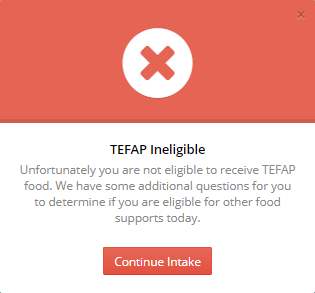 TEFAP Ineligible
Unfortunately you are not eligible to receive TEFAP
food. We have some additional questions for you
to determine if you are eligible for other food
supports today.
Continue Intake